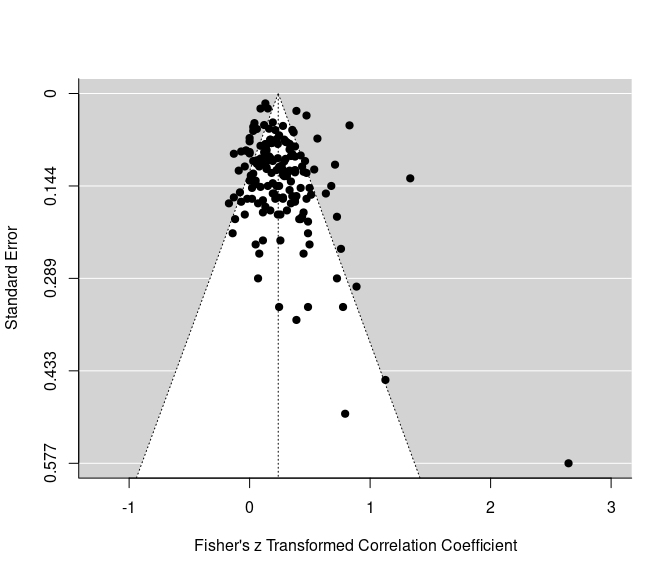 Standard Error
0
0.144
0.289
0.433
0.577
-1 0 1 2 3
Fisher's z Transformed Correlation Coefficient